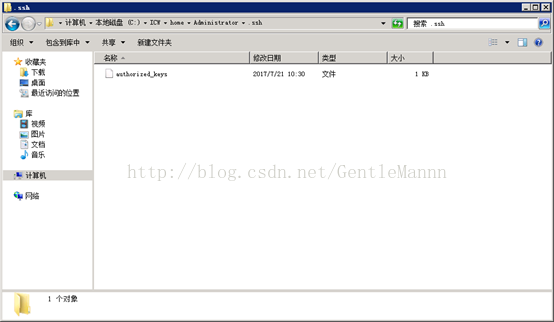 .ssh
计算机 ▾ 本地磁盘 (C:) ▾ ICW ▾ home ▾ Administrator ▾ .ssh
搜索 .ssh
组织 ▾ 包含到库中 ▾ 共享 ▾ 新建文件夹
名称 修改日期 类型 大小
收藏夹
下载
桌面
最近访问的位置
库
视频
图片
文档
音乐
计算机
网络
authorized_keys 2017/7/21 10:30 文件 1 KB
http://blog.csdn.net/GentleMannn
1 个对象